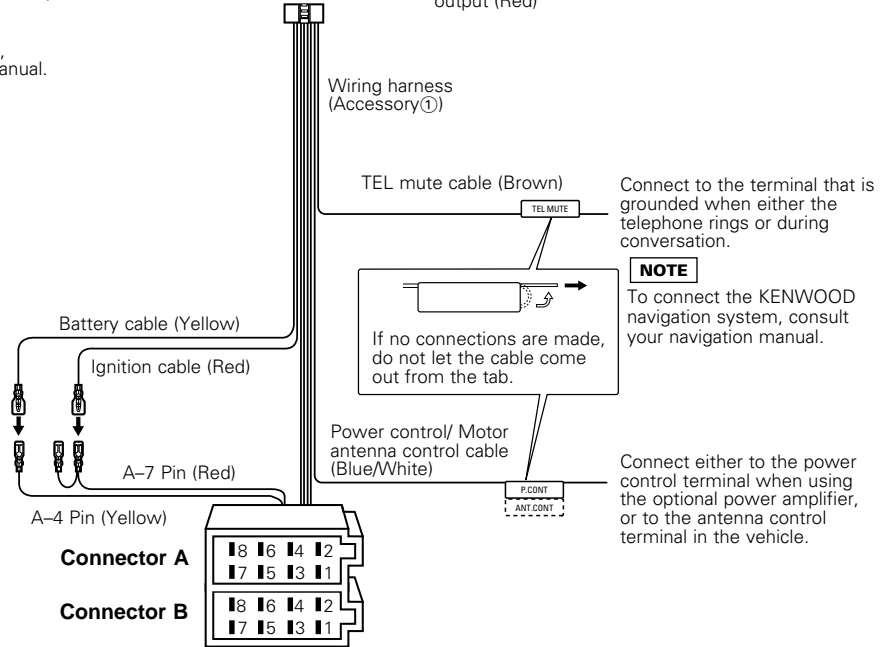 output (Red)
anual.
Wiring harness
(Accessory①)
TEL mute cable (Brown)
TEL MUTE
Connect to the terminal that is
grounded when either the
telephone rings or during
conversation.
NOTE
To connect the KENWOOD
navigation system, consult
your navigation manual.
If no connections are made,
do not let the cable come
out from the tab.
Battery cable (Yellow)
Ignition cable (Red)
Power control/ Motor
antenna control cable
(Blue/White)
P.CONT
ANT.CONT
Connect either to the power
control terminal when using
the optional power amplifier,
or to the antenna control
terminal in the vehicle.
A–7 Pin (Red)
A–4 Pin (Yellow)
Connector A
8 6 4 2
7 5 3 1
Connector B
8 6 4 2
7 5 3 1